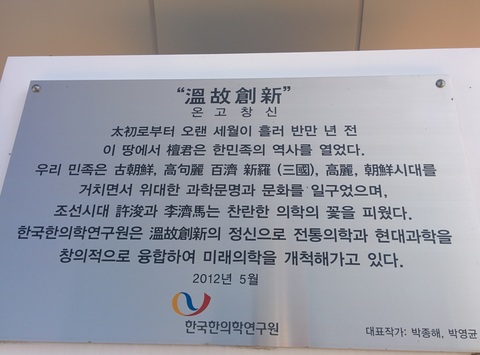 “溫故創新”
온고창신
太初로부터 오랜 세월이 흘러 반만 년 전
이 땅에서 檀君은 한민족의 역사를 열었다.
우리 민족은 古朝鮮, 高句麗 百濟 新羅 (三國), 高麗, 朝鮮시대를
거치면서 위대한 과학문명과 문화를 일구었으며,
조선시대 許浚과 李濟馬는 찬란한 의학의 꽃을 피웠다.
한국한의학연구원은 溫故創新의 정신으로 전통의학과 현대과학을
창의적으로 융합하여 미래의학을 개척해가고 있다.
2012년 5월
한국한의학연구원
대표작가: 박종해, 박영균